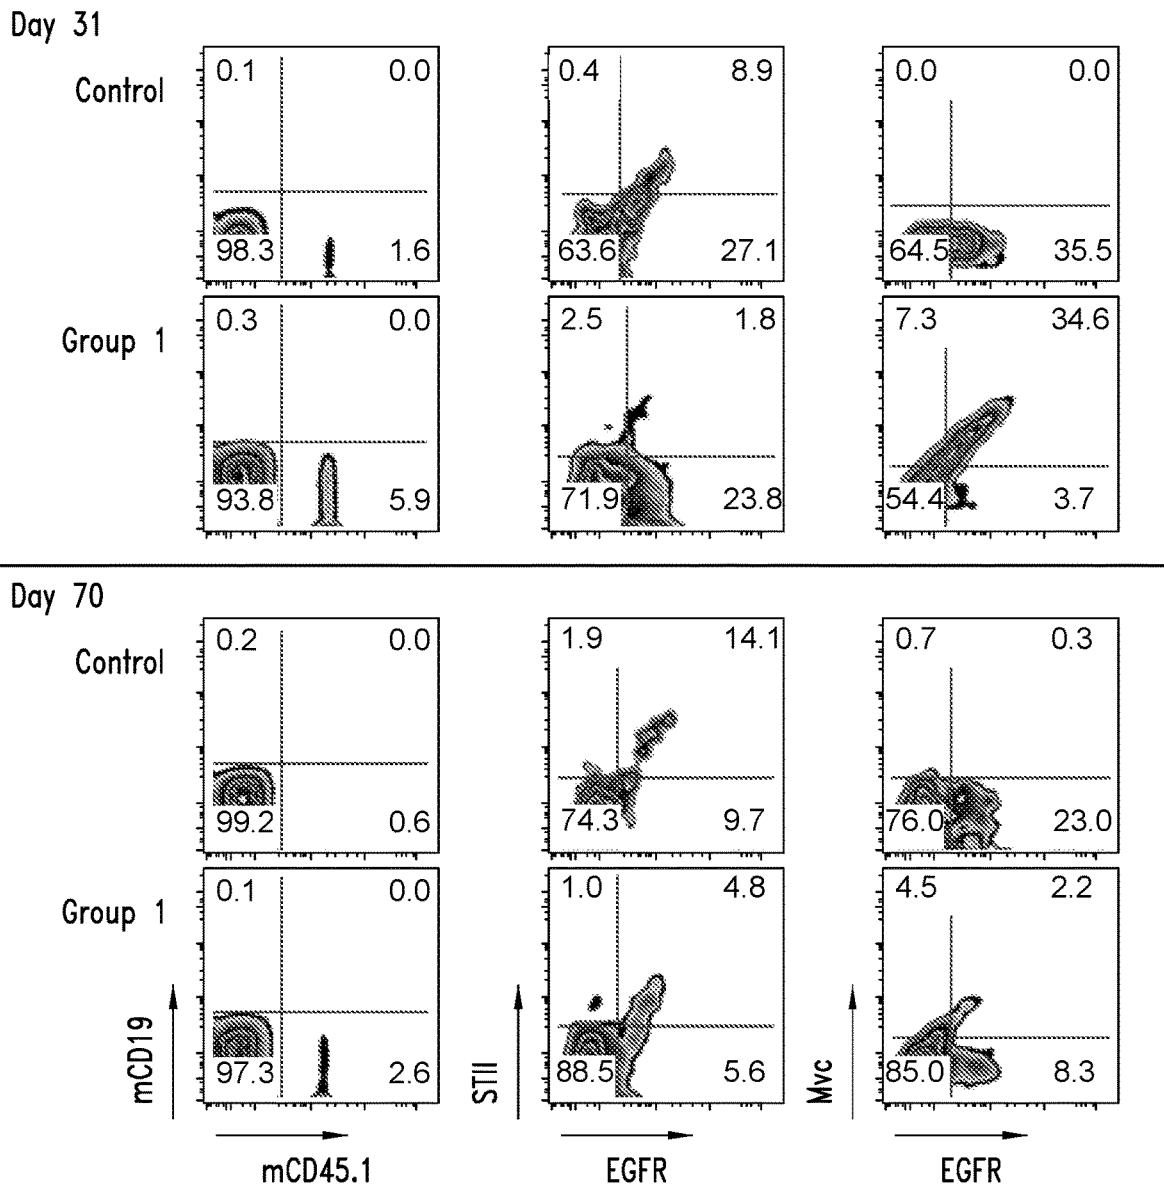 Day 31
Control
0.1 0.0
98.3 1.6
0.4 8.9
63.6 27.1
0.0 0.0
64.5 35.5
Group 1
0.3 0.0
93.8 5.9
2.5 1.8
71.9 23.8
7.3 34.6
54.4 3.7
Day 70
Control
0.2 0.0
99.2 0.6
1.9 14.1
74.3 9.7
0.7 0.3
76.0 23.0
Group 1
0.1 0.0
97.3 2.6
1.0 4.8
88.5 5.6
4.5 2.2
85.0 8.3
mCD19
STII
Mvc
mCD45.1
EGFR
EGFR